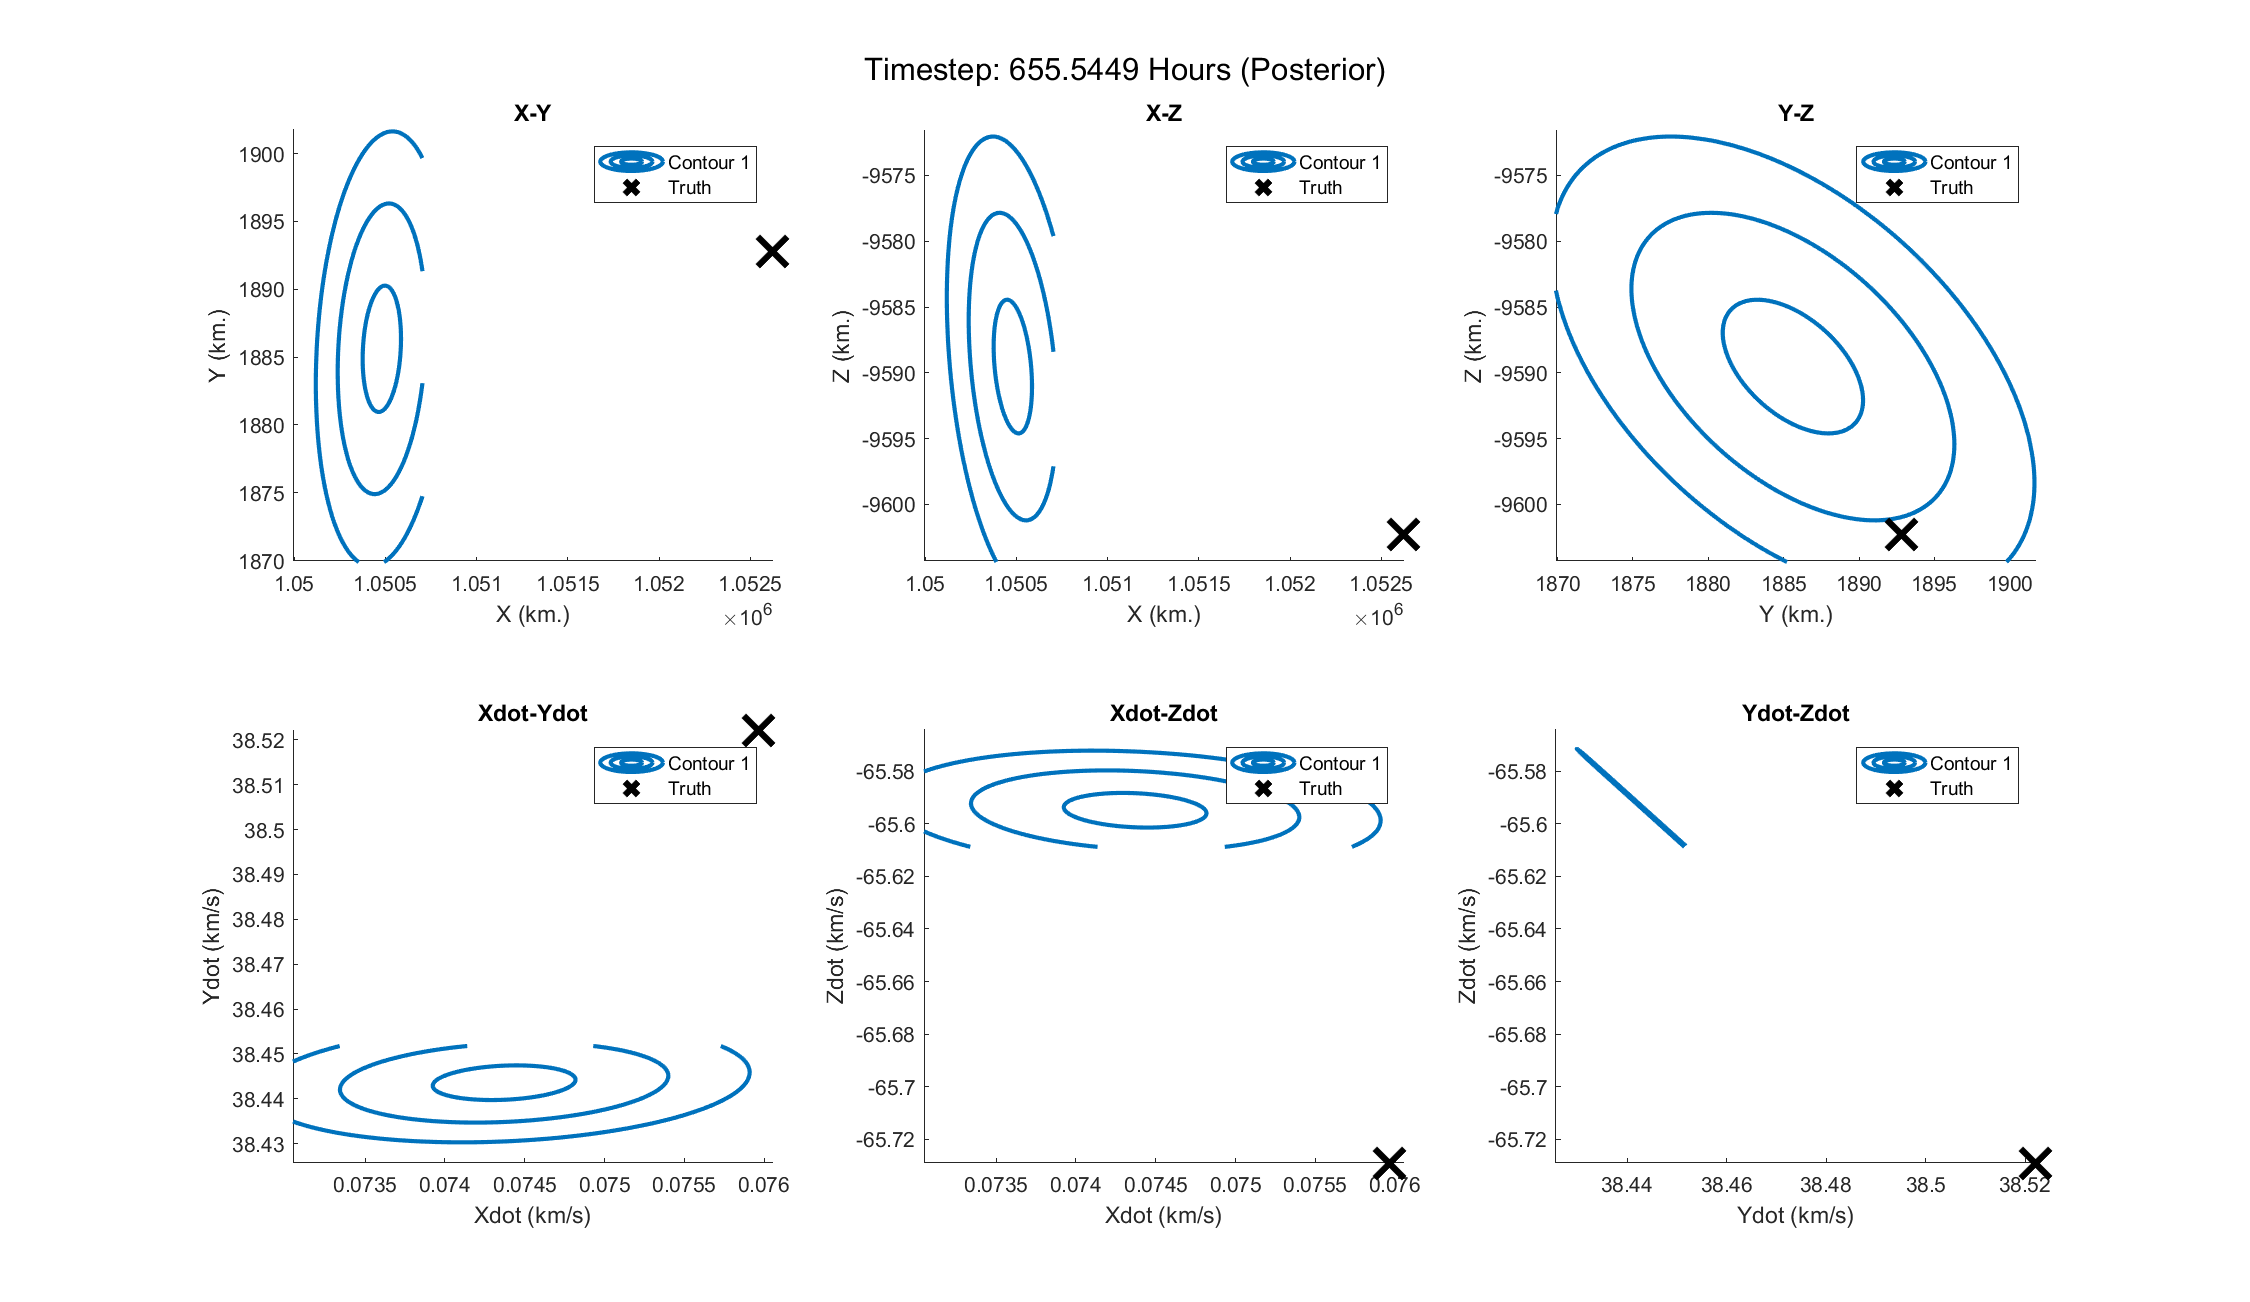 Timestep: 655.5449 Hours (Posterior)
X-Y
Contour 1
Truth
1900
1895
1890
1885
1880
1875
1870
Y (km.)
1.05 1.0505 1.051 1.0515 1.052 1.0525
X (km.)
×10^6
X-Z
Contour 1
Truth
-9575
-9580
-9585
-9590
-9595
-9600
Z (km.)
1.05 1.0505 1.051 1.0515 1.052 1.0525
X (km.)
×10^6
Y-Z
Contour 1
Truth
-9575
-9580
-9585
-9590
-9595
-9600
Z (km.)
1870 1875 1880 1885 1890 1895 1900
Y (km.)
Xdot-Ydot
Contour 1
Truth
38.52
38.51
38.5
38.49
38.48
38.47
38.46
38.45
38.44
38.43
Ydot (km/s)
0.0735 0.074 0.0745 0.075 0.0755 0.076
Xdot (km/s)
Xdot-Zdot
Contour 1
Truth
-65.58
-65.6
-65.62
-65.64
-65.66
-65.68
-65.7
-65.72
Zdot (km/s)
0.0735 0.074 0.0745 0.075 0.0755 0.076
Xdot (km/s)
Ydot-Zdot
Contour 1
Truth
-65.58
-65.6
-65.62
-65.64
-65.66
-65.68
-65.7
-65.72
Zdot (km/s)
38.44 38.46 38.48 38.5 38.52
Ydot (km/s)